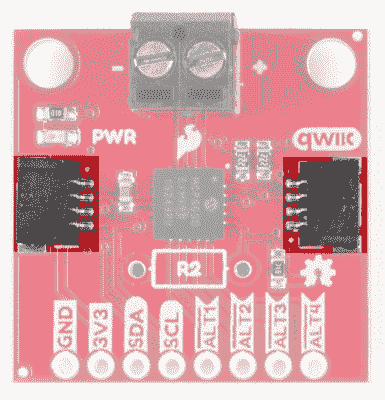 - +
PWR
qwiic
R2
GND
3V3
SDA
SCL
ALT1
ALT2
ALT3
ALT4